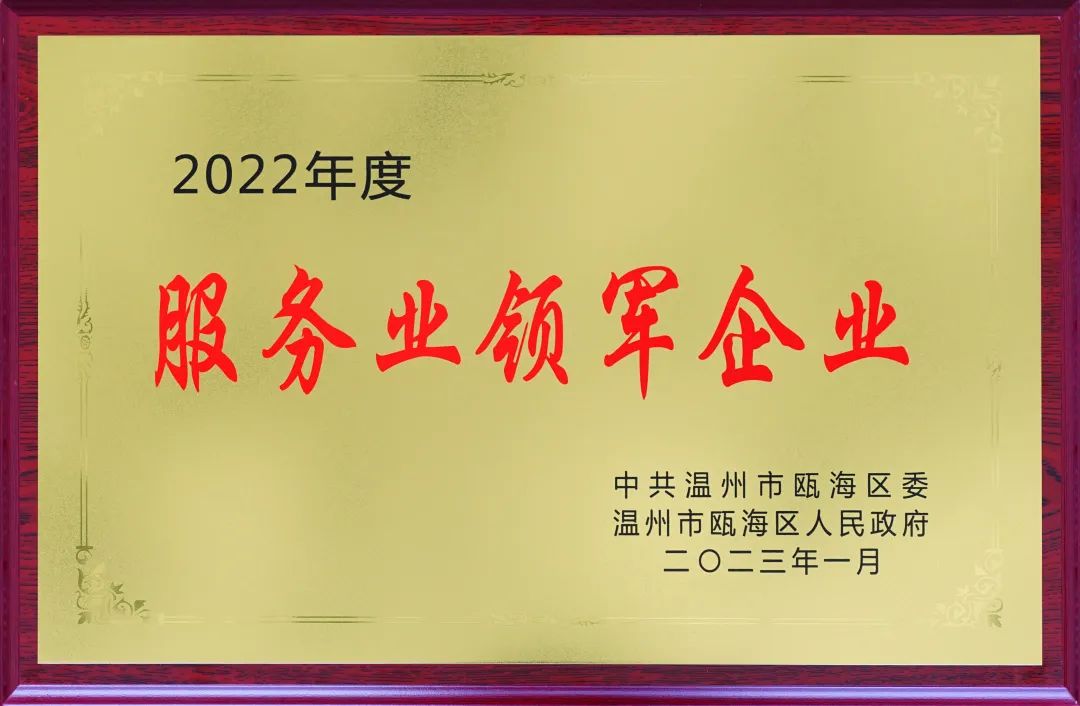 2022年度
服务业领军企业
中共温州市瓯海区委
温州市瓯海区人民政府
二〇二三年一月